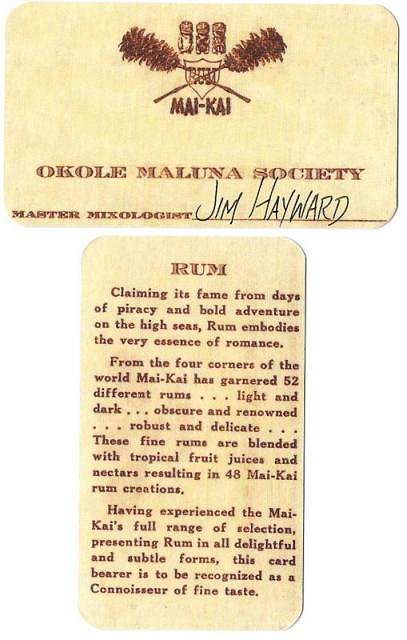 RUM
MAI-KAI
OKOLE MALUNA SOCIETY
MASTER MIXOLOGIST JIM HAYWARD
RUM
Claiming its fame from days
of piracy and bold adventure
on the high seas, Rum embodies
the very essence of romance.
From the four corners of the
world Mai-Kai has garnered 52
different rums . . . light and
dark . . . obscure and renowned
. . . robust and delicate . . .
These fine rums are blended
with tropical fruit juices and
nectars resulting in 48 Mai-Kai
rum creations.
Having experienced the Mai-
Kai's full range of selection,
presenting Rum in all delightful
and subtle forms, this card
bearer is to be recognized as a
Connoisseur of fine taste.